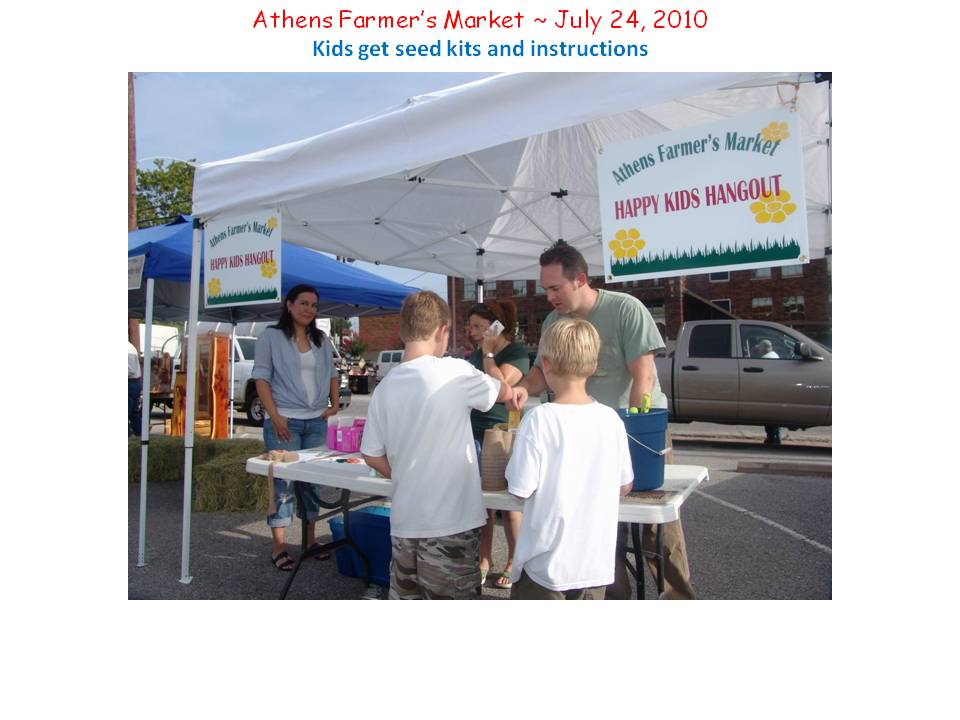 Athens Farmer's Market ~ July 24, 2010
Kids get seed kits and instructions
Athens Farmer's Market
HAPPY KIDS HANGOUT
Athens Farmer's Market
HAPPY KIDS HANGOUT